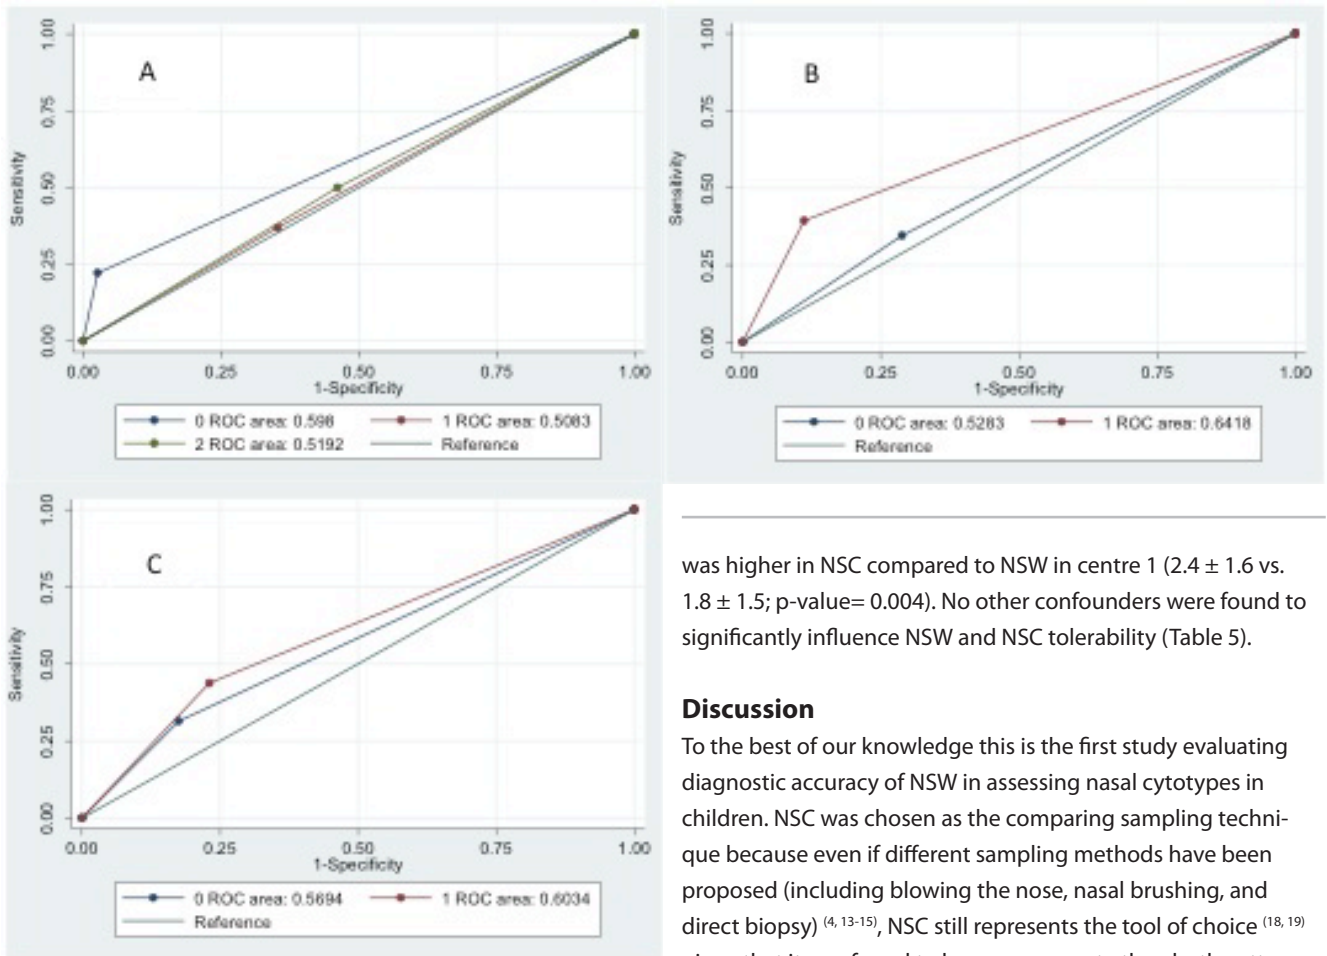 A
1.00
0.75
0.50
0.25
0.00
Sensitivity
0.00 0.25 0.50 0.75 1.00
1-Specificity
0 ROC area: 0.598 1 ROC area: 0.5083
2 ROC area: 0.5192 Reference
B
1.00
0.75
0.50
0.25
0.00
Sensitivity
0.00 0.25 0.50 0.75 1.00
1-Specificity
0 ROC area: 0.5283 1 ROC area: 0.6418
Reference
C
1.00
0.75
0.50
0.25
0.00
Sensitivity
0.00 0.25 0.50 0.75 1.00
1-Specificity
0 ROC area: 0.5694 1 ROC area: 0.6034
Reference
was higher in NSC compared to NSW in centre 1 (2.4 ± 1.6 vs.
1.8 ± 1.5; p-value= 0.004). No other confounders were found to
significantly influence NSW and NSC tolerability (Table 5).
Discussion
To the best of our knowledge this is the first study evaluating
diagnostic accuracy of NSW in assessing nasal cytotypes in
children. NSC was chosen as the comparing sampling techni-
que because even if different sampling methods have been
proposed (including blowing the nose, nasal brushing, and
direct biopsy) (4, 13-15), NSC still represents the tool of choice (18, 19)